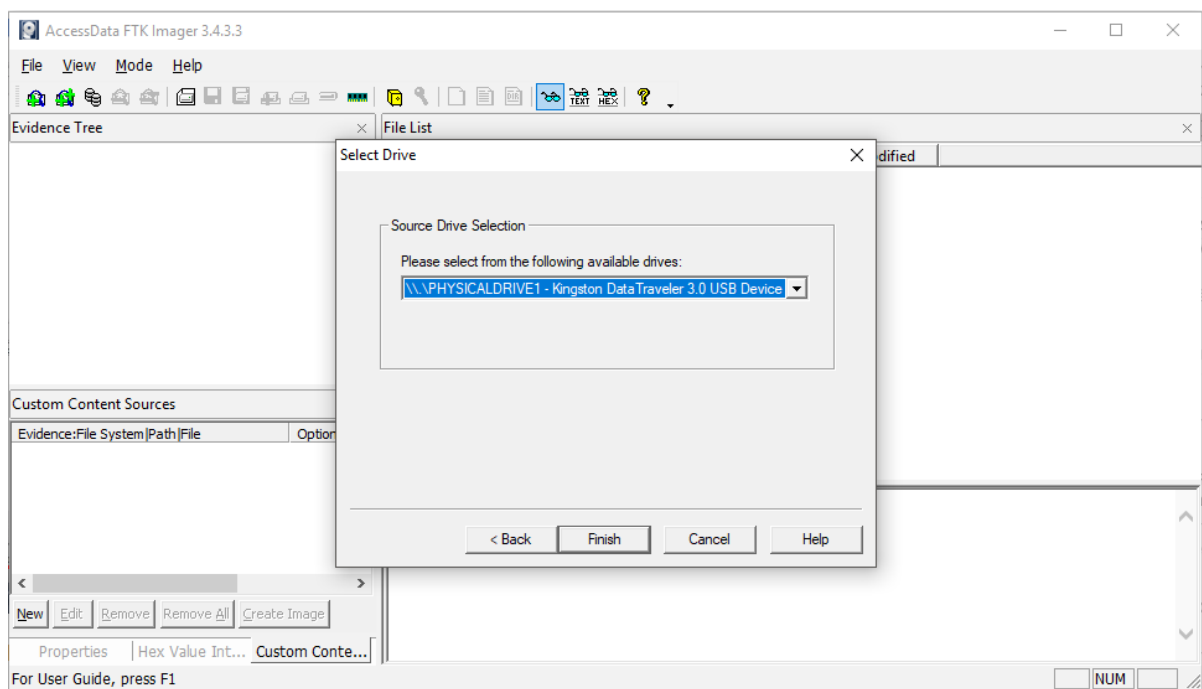 AccessData FTK Imager 3.4.3.3
File View Mode Help
TEXT HEX
Evidence Tree
File List
dified
Select Drive
Source Drive Selection
Please select from the following available drives:
\\.\PHYSICALDRIVE1 - Kingston DataTraveler 3.0 USB Device
Custom Content Sources
Evidence:File System|Path|File Option
< Back Finish Cancel Help
New Edit Remove Remove All Create Image
Properties Hex Value Int... Custom Conte...
For User Guide, press F1
NUM